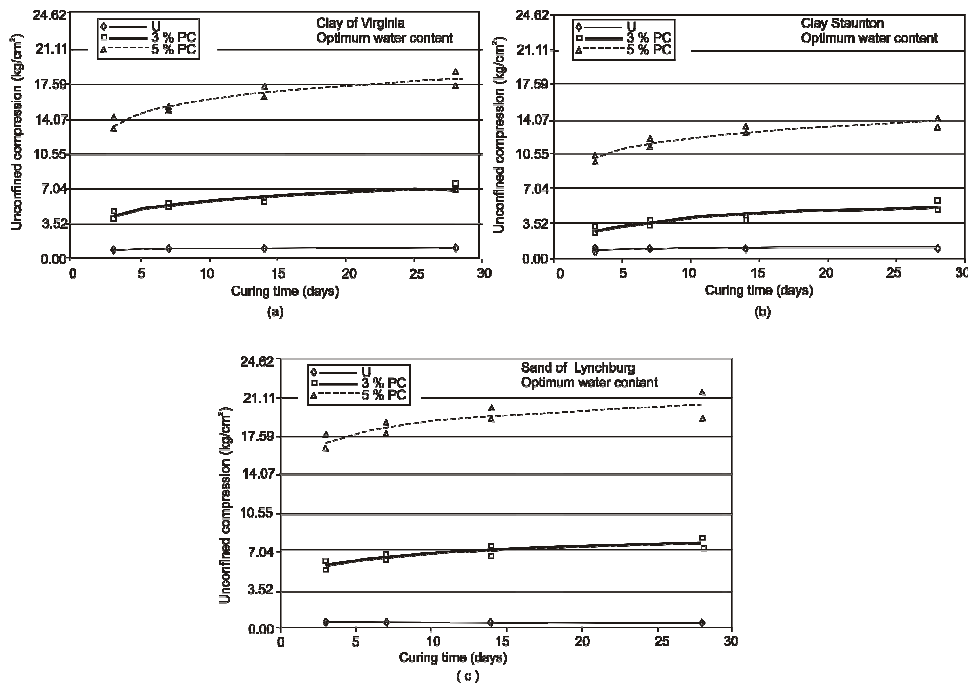 24.62
21.11
17.59
14.07
10.55
7.04
3.52
0.00
Unconfined compression (kg/cm²)
U
3 % PC
5 % PC
Clay of Virginia
Optimum water content
0 5 10 15 20 25 30
Curing time (days)
(a)
24.62
21.11
17.59
14.07
10.55
7.04
3.52
0.00
Unconfined compression (kg/cm²)
U
3 % PC
5 % PC
Clay Staunton
Optimum water content
0 5 10 15 20 25 30
Curing time (days)
(b)
24.62
21.11
17.59
14.07
10.55
7.04
3.52
0.00
Unconfined compression (kg/cm²)
U
3 % PC
5 % PC
Sand of Lynchburg
Optimum water content
0 5 10 15 20 25 30
Curing time (days)
( c )